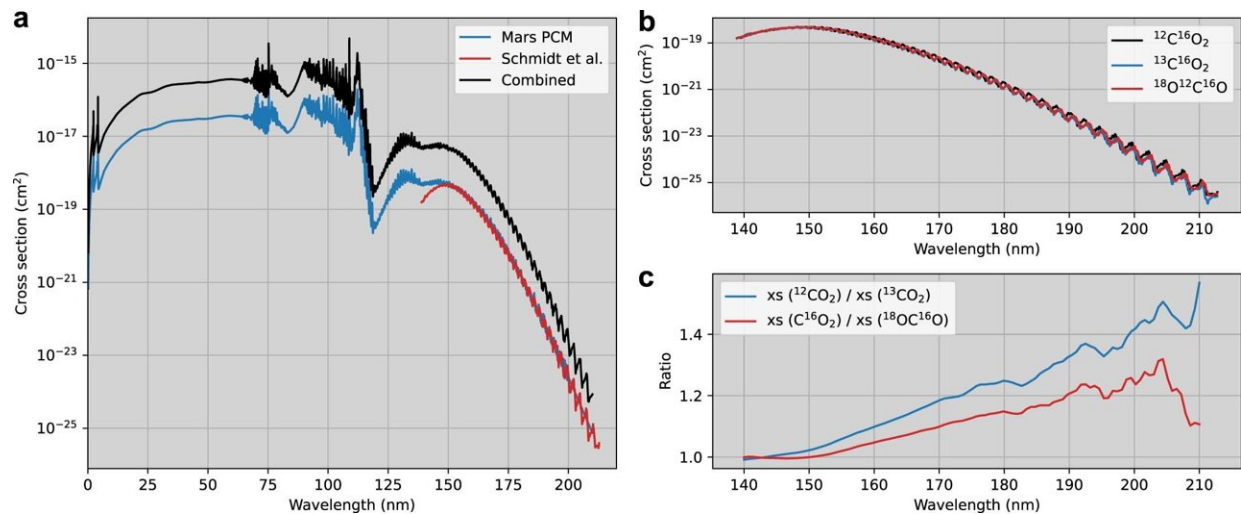 a
Cross section (cm²)
10⁻¹⁵
10⁻¹⁷
10⁻¹⁹
10⁻²¹
10⁻²³
10⁻²⁵
Mars PCM
Schmidt et al.
Combined
0 25 50 75 100 125 150 175 200
Wavelength (nm)
b
Cross section (cm²)
10⁻¹⁹
10⁻²¹
10⁻²³
10⁻²⁵
¹²C¹⁶O₂
¹³C¹⁶O₂
¹⁸O¹²C¹⁶O
140 150 160 170 180 190 200 210
Wavelength (nm)
c
Ratio
1.4
1.2
1.0
xs (¹²CO₂) / xs (¹³CO₂)
xs (C¹⁶O₂) / xs (¹⁸OC¹⁶O)
140 150 160 170 180 190 200 210
Wavelength (nm)